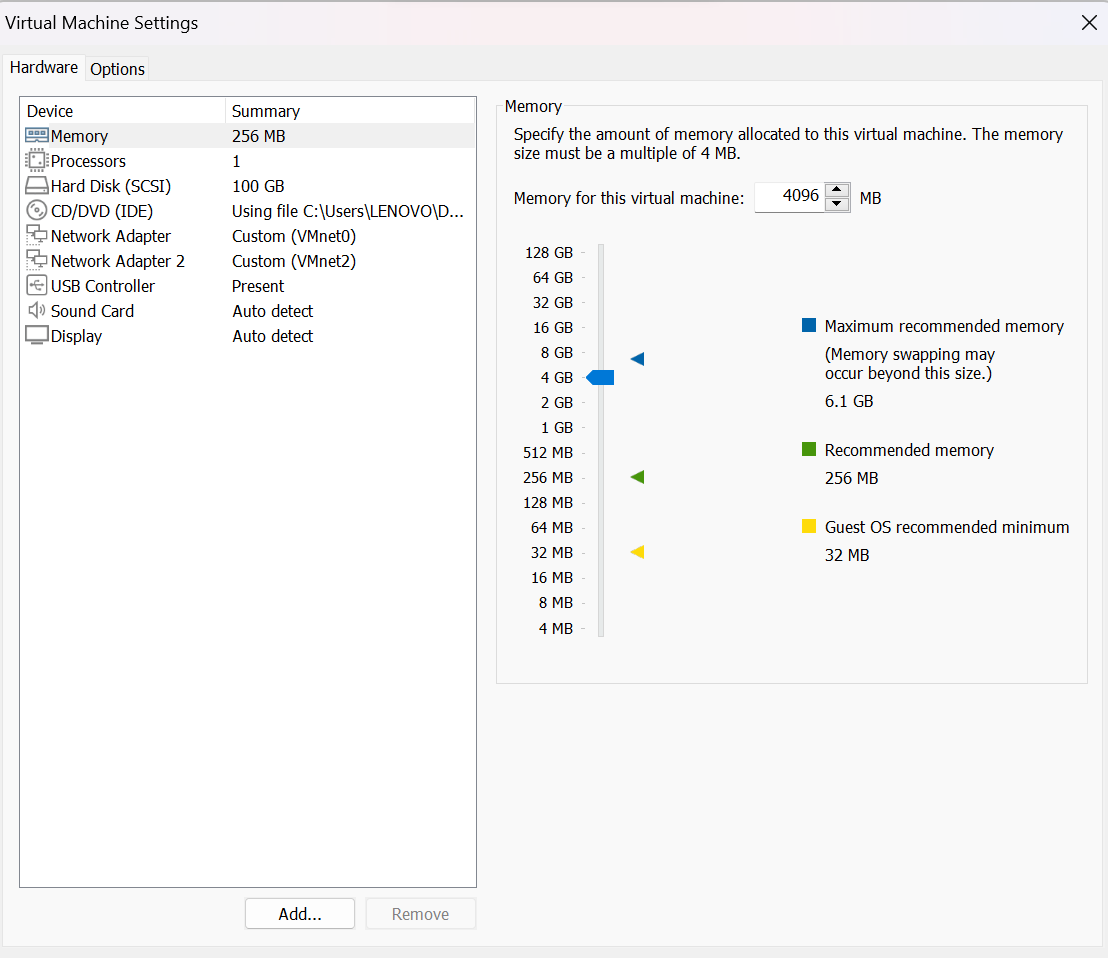 Virtual Machine Settings
Hardware Options
Device Summary
Memory 256 MB
Processors 1
Hard Disk (SCSI) 100 GB
CD/DVD (IDE) Using file C:\Users\LENOVO\D...
Network Adapter Custom (VMnet0)
Network Adapter 2 Custom (VMnet2)
USB Controller Present
Sound Card Auto detect
Display Auto detect
Add... Remove
Memory
Specify the amount of memory allocated to this virtual machine. The memory
size must be a multiple of 4 MB.
Memory for this virtual machine: 4096 MB
128 GB
64 GB
32 GB
16 GB
8 GB
4 GB
2 GB
1 GB
512 MB
256 MB
128 MB
64 MB
32 MB
16 MB
8 MB
4 MB
Maximum recommended memory
(Memory swapping may
occur beyond this size.)
6.1 GB
Recommended memory
256 MB
Guest OS recommended minimum
32 MB